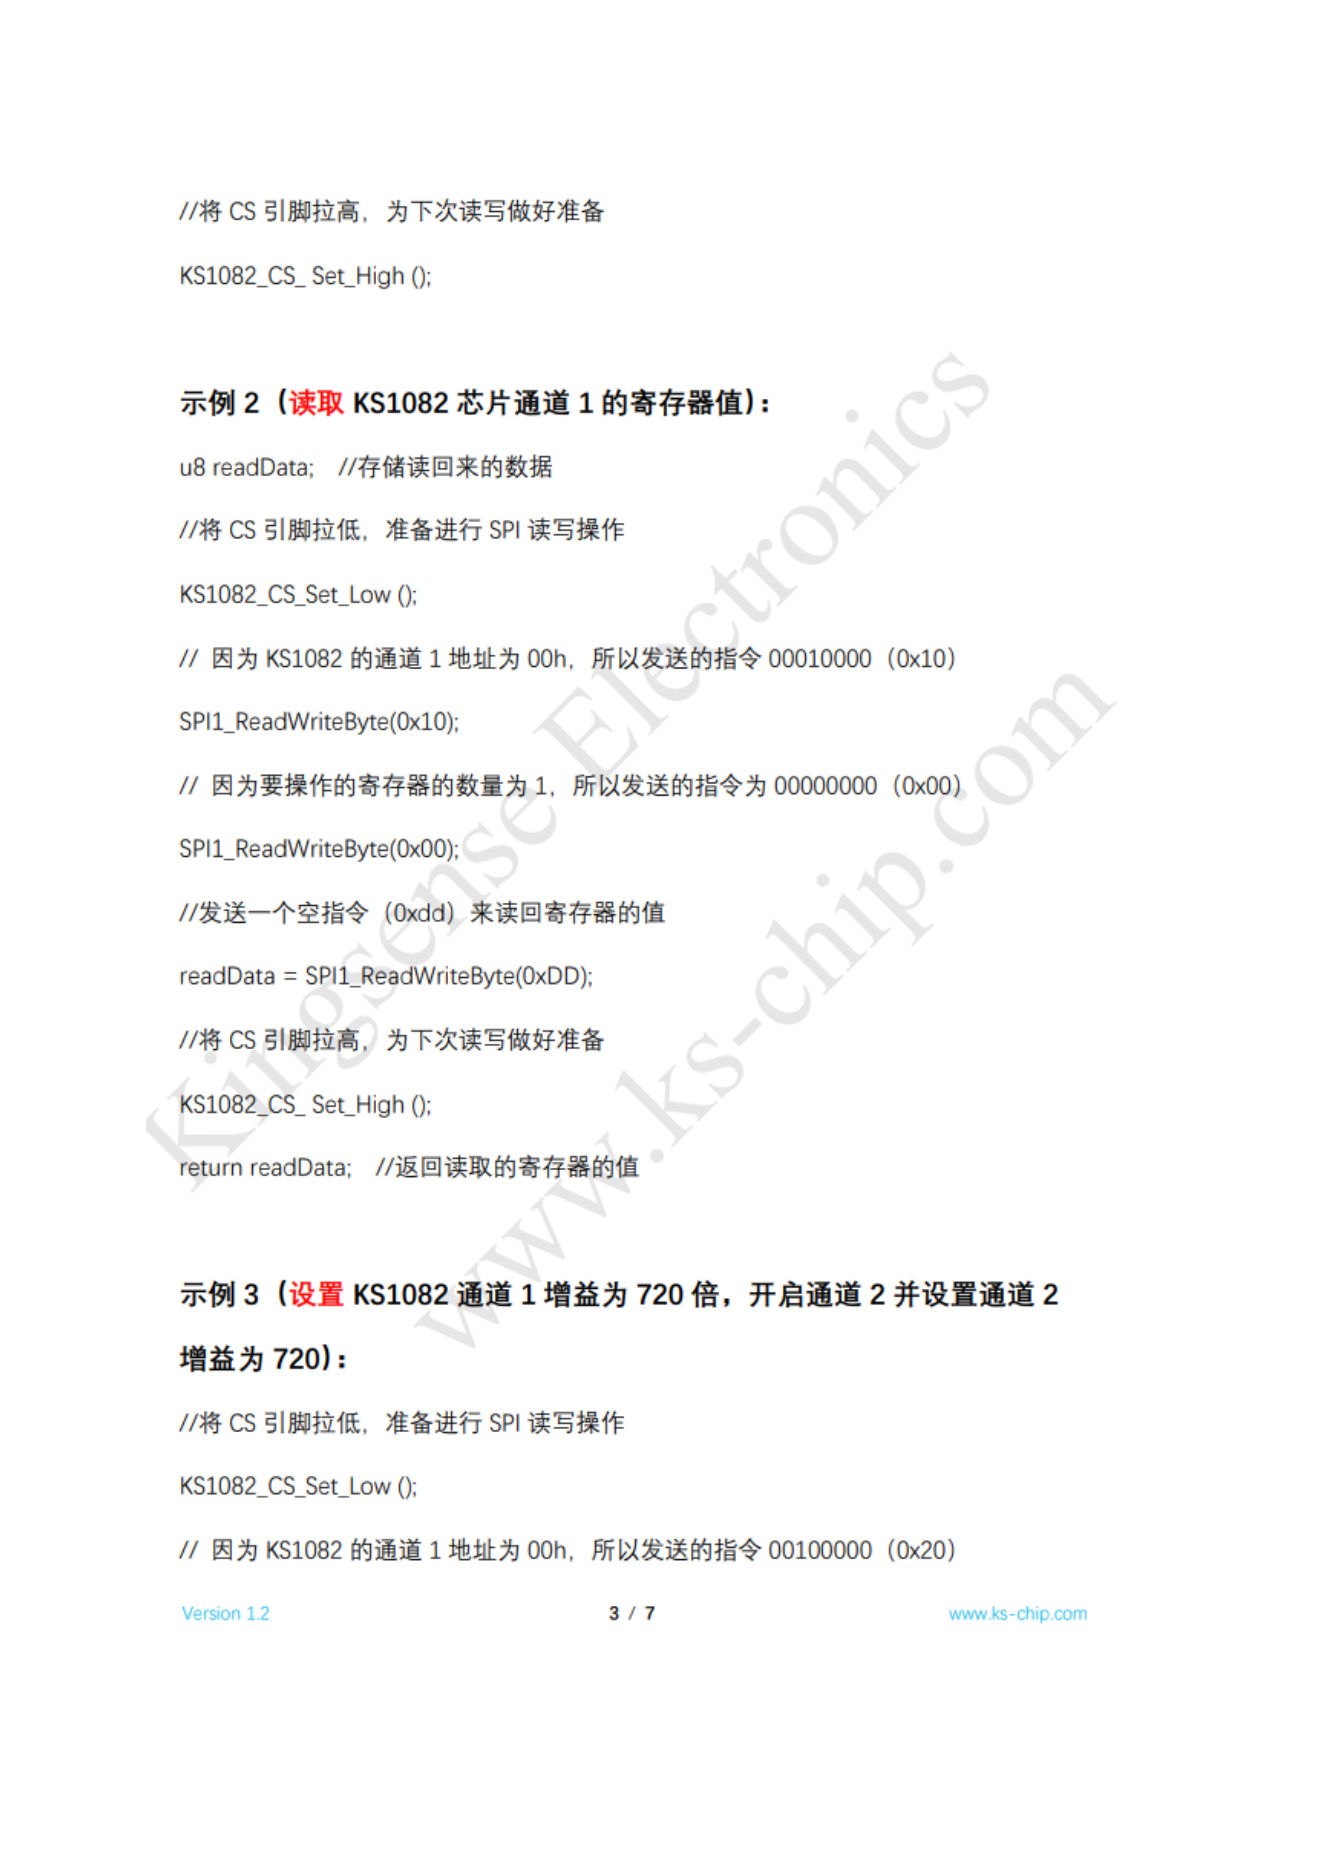 //将 CS 引脚拉高，为下次读写做好准备
KS1082_CS_ Set_High ();
示例 2（读取 KS1082 芯片通道 1 的寄存器值）：
u8 readData; //存储读回来的数据
//将 CS 引脚拉低，准备进行 SPI 读写操作
KS1082_CS_Set_Low ();
// 因为 KS1082 的通道 1 地址为 00h，所以发送的指令 00010000（0x10）
SPI1_ReadWriteByte(0x10);
// 因为要操作的寄存器的数量为 1，所以发送的指令为 00000000（0x00）
SPI1_ReadWriteByte(0x00);
//发送一个空指令（0xdd）来读回寄存器的值
readData = SPI1_ReadWriteByte(0xDD);
//将 CS 引脚拉高，为下次读写做好准备
KS1082_CS_ Set_High ();
return readData; //返回读取的寄存器的值
示例 3（设置 KS1082 通道 1 增益为 720 倍，开启通道 2 并设置通道 2
增益为 720）：
//将 CS 引脚拉低，准备进行 SPI 读写操作
KS1082_CS_Set_Low ();
// 因为 KS1082 的通道 1 地址为 00h，所以发送的指令 00100000（0x20）
Version 1.2 3 / 7 www.ks-chip.com
Kingsense Electronics
www.ks-chip.com